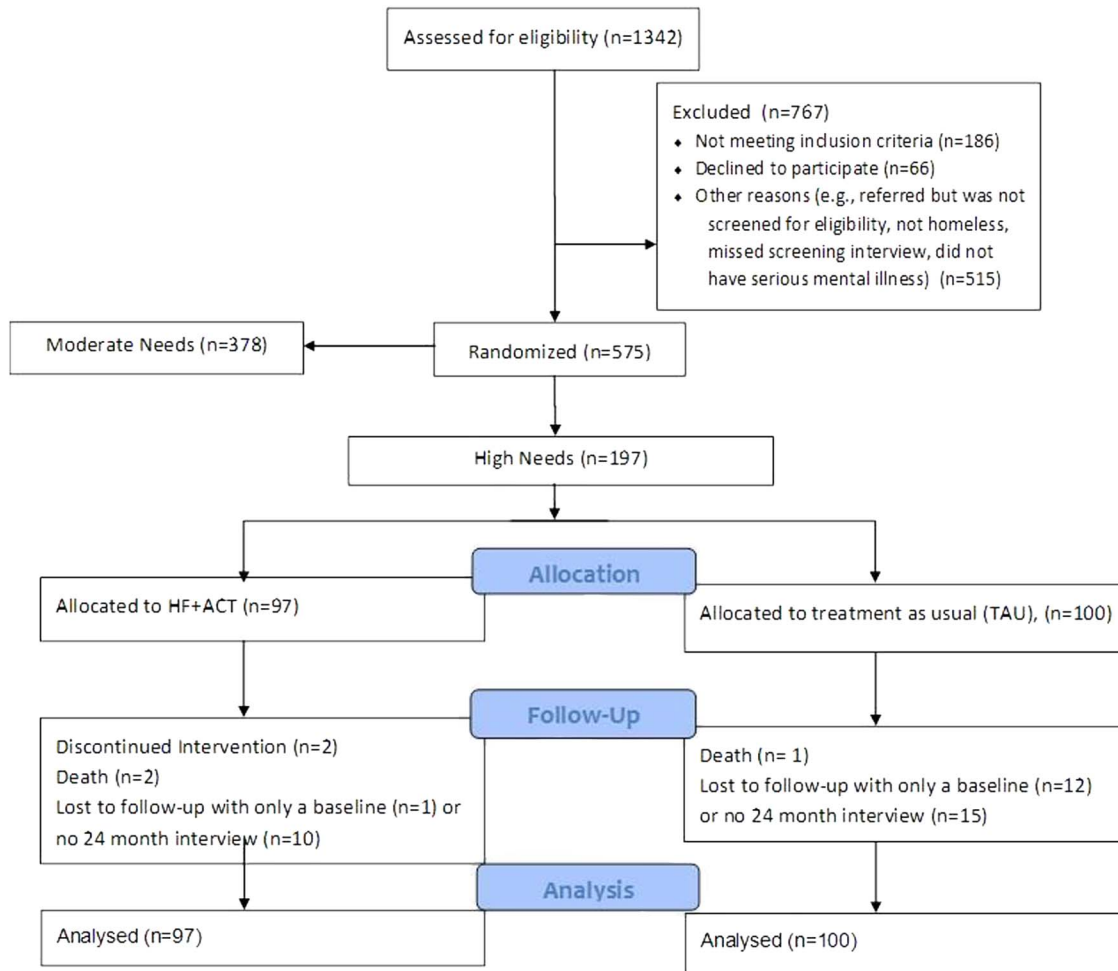 Assessed for eligibility (n=1342)
Excluded  (n=767)
♦ Not meeting inclusion criteria (n=186)
♦ Declined to participate (n=66)
♦ Other reasons (e.g., referred but was not
screened for eligibility, not homeless,
missed screening interview, did not
have serious mental illness)  (n=515)
Moderate Needs (n=378)
Randomized (n=575)
High Needs (n=197)
Allocation
Allocated to HF+ACT (n=97)
Allocated to treatment as usual (TAU), (n=100)
Follow-Up
Discontinued Intervention (n=2)
Death (n=2)
Lost to follow-up with only a baseline (n=1) or
no 24 month interview (n=10)
Death (n= 1)
Lost to follow-up with only a baseline (n=12)
or no 24 month interview (n=15)
Analysis
Analysed (n=97)
Analysed (n=100)